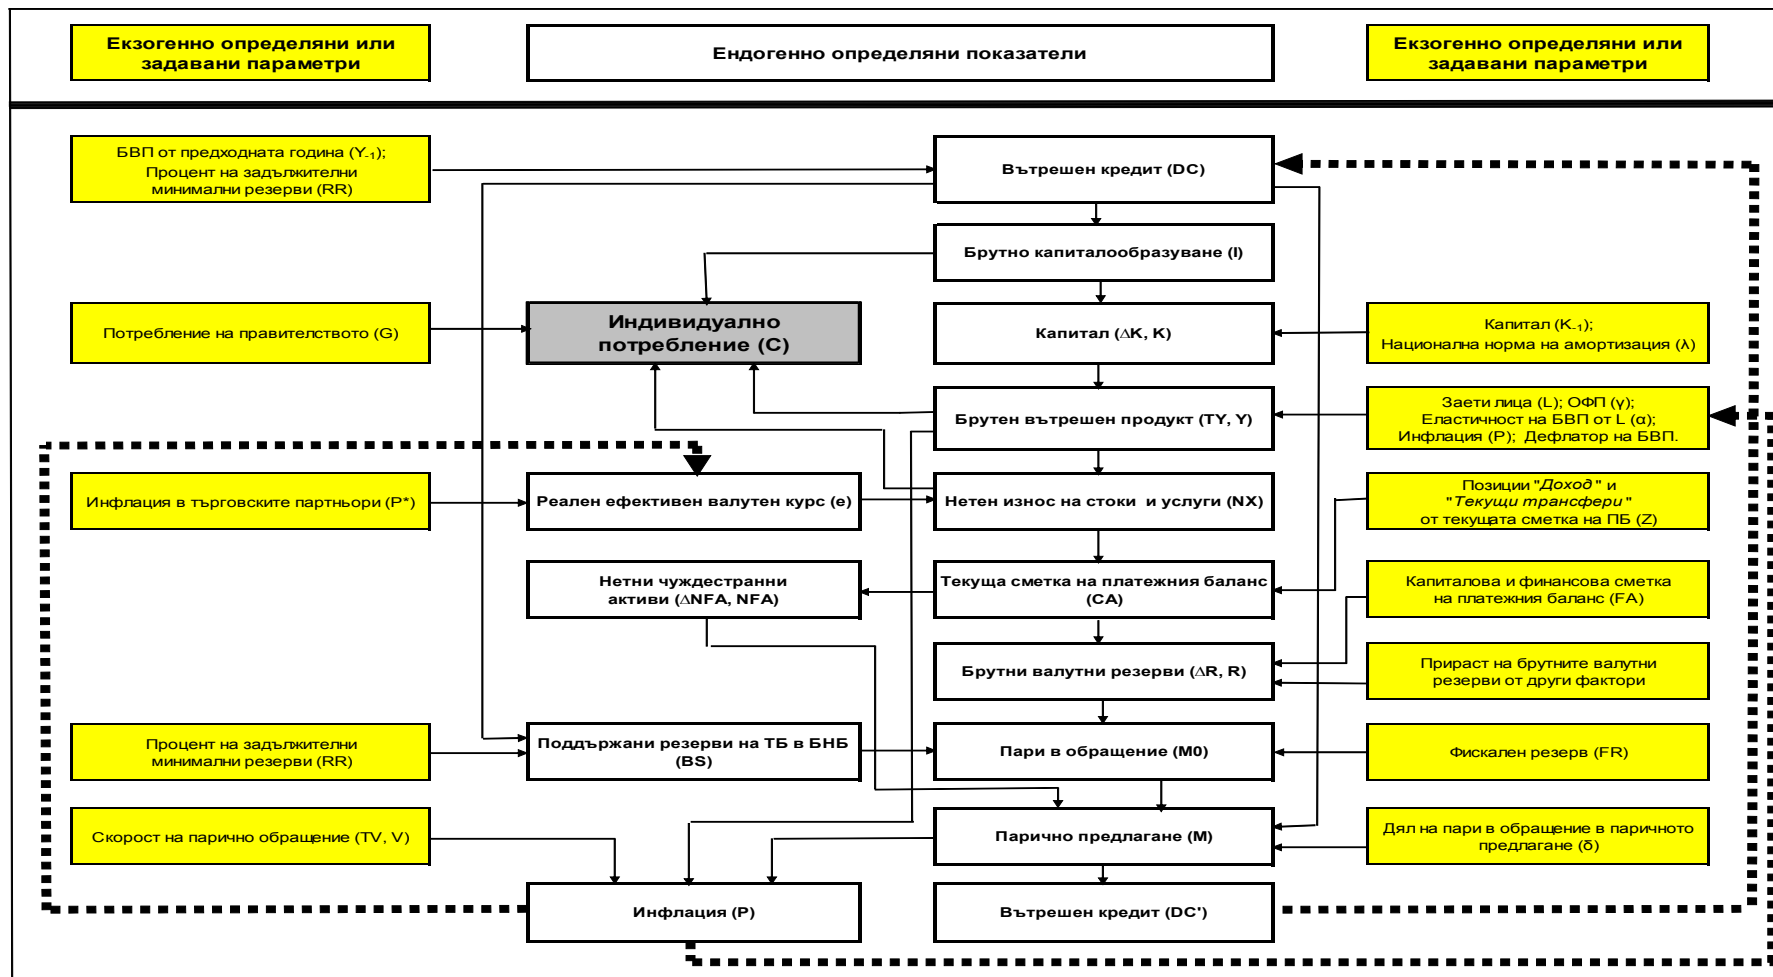 Екзогенно определяни или
задавани параметри
Ендогенно определяни показатели
Екзогенно определяни или
задавани параметри
БВП от предходната година (Y₋₁);
Процент на задължителни
минимални резерви (RR)
Вътрешен кредит (DC)
Брутно капиталообразуване (I)
Потребление на правителството (G)
Индивидуално
потребление (C)
Капитал (ΔK, K)
Капитал (K₋₁);
Национална норма на амортизация (λ)
Брутен вътрешен продукт (TY, Y)
Заети лица (L); ОФП (γ);
Еластичност на БВП от L (α);
Инфлация (P); Дефлатор на БВП.
Инфлация в търговските партньори (P*)
Реален ефективен валутен курс (e)
Нетен износ на стоки и услуги (NX)
Позиции "Доход" и
"Текущи трансфери"
от текущата сметка на ПБ (Z)
Нетни чуждестранни
активи (ΔNFA, NFA)
Текуща сметка на платежния баланс
(CA)
Капиталова и финансова сметка
на платежния баланс (FA)
Брутни валутни резерви (ΔR, R)
Прираст на брутните валутни
резерви от други фактори
Процент на задължителни
минимални резерви (RR)
Поддържани резерви на ТБ в БНБ
(BS)
Пари в обращение (M0)
Фискален резерв (FR)
Скорост на парично обращение (TV, V)
Парично предлагане (M)
Дял на пари в обращение в паричното
предлагане (δ)
Инфлация (P)
Вътрешен кредит (DC')